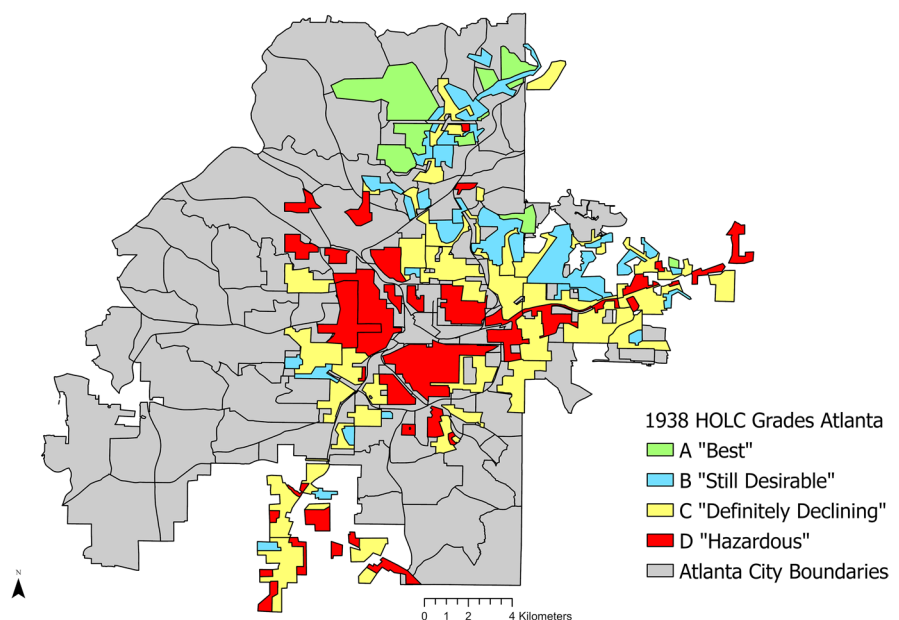 1938 HOLC Grades Atlanta
A "Best"
B "Still Desirable"
C "Definitely Declining"
D "Hazardous"
Atlanta City Boundaries
N
0 1 2 4 Kilometers